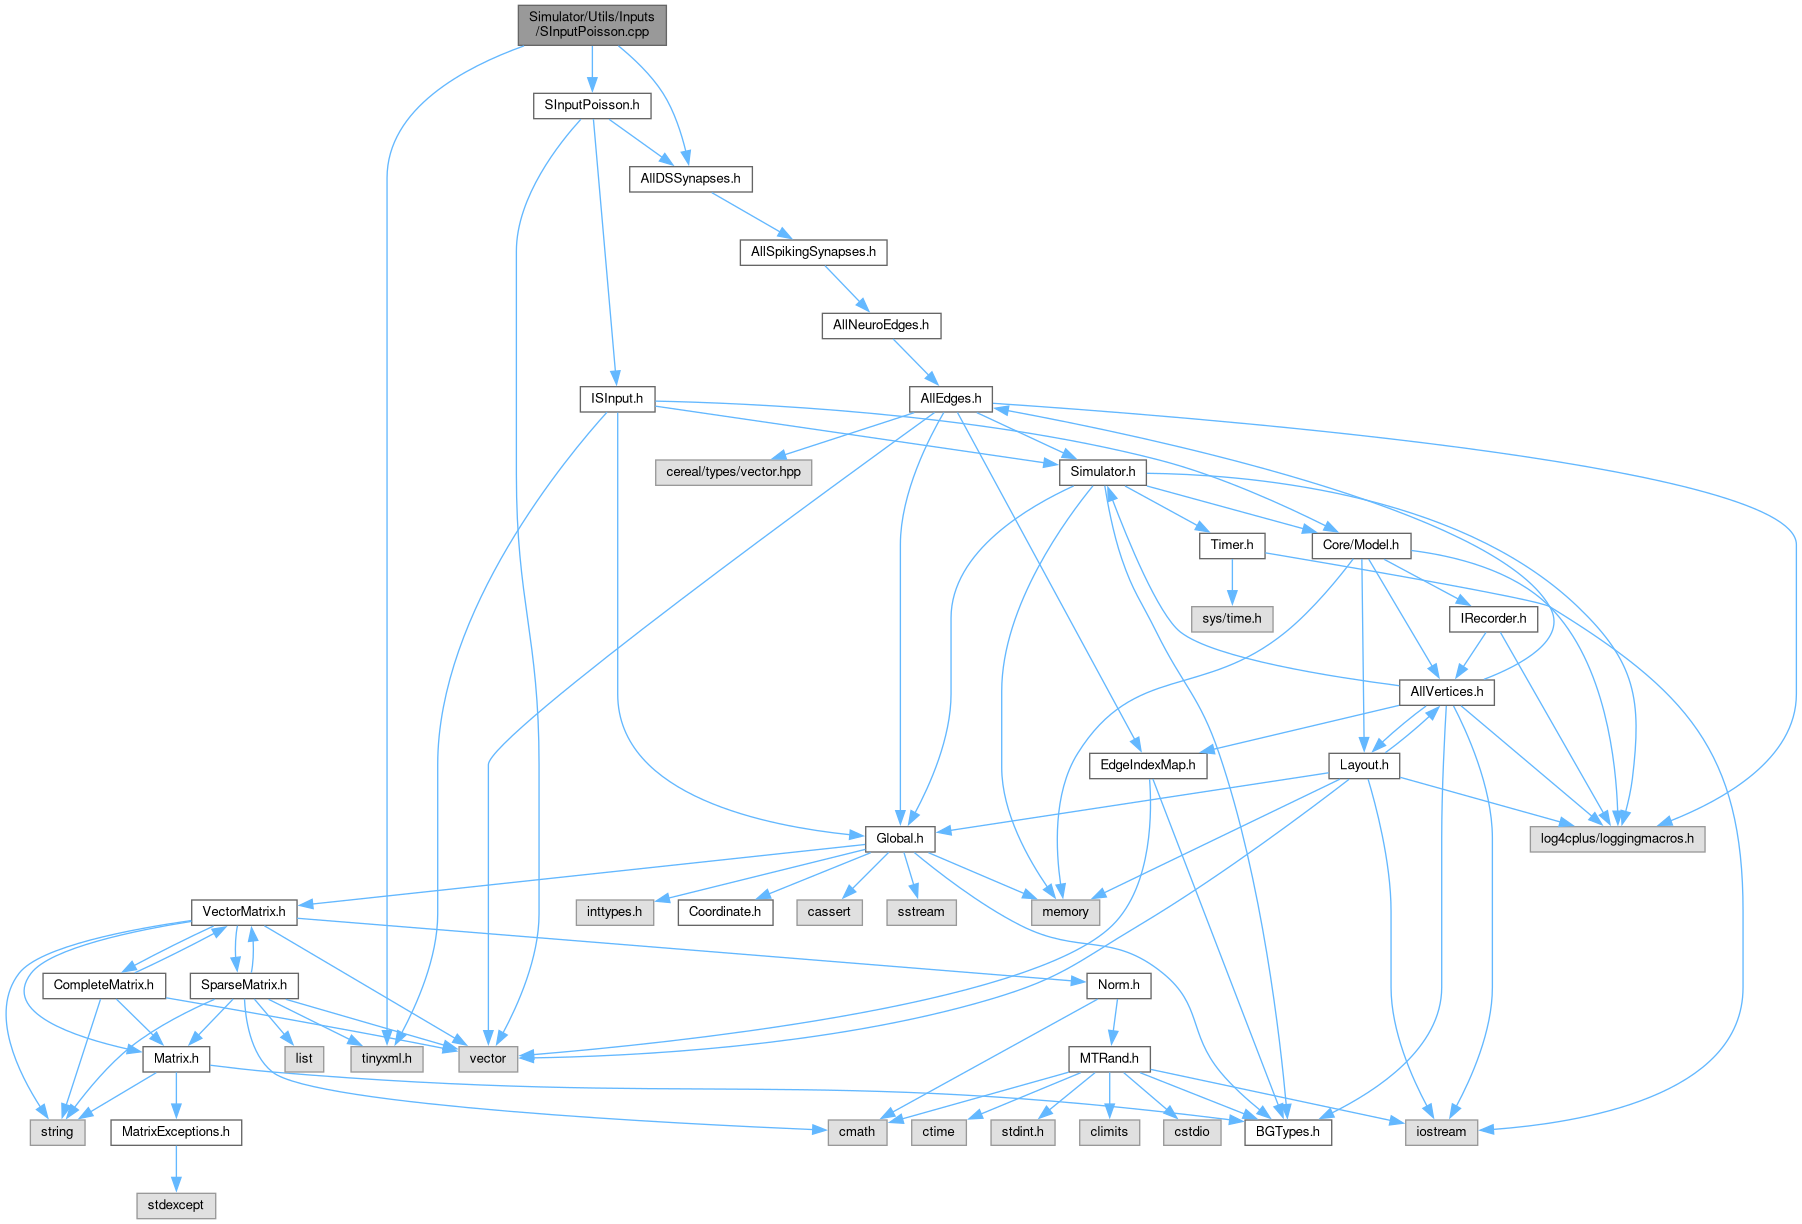 Simulator/Utils/Inputs
/SInputPoisson.cpp
SInputPoisson.h
AllDSSynapses.h
AllSpikingSynapses.h
AllNeuroEdges.h
ISInput.h
AllEdges.h
cereal/types/vector.hpp
Simulator.h
Timer.h
Core/Model.h
sys/time.h
IRecorder.h
AllVertices.h
EdgeIndexMap.h
Layout.h
Global.h
log4cplus/loggingmacros.h
VectorMatrix.h
inttypes.h
Coordinate.h
cassert
sstream
memory
CompleteMatrix.h
SparseMatrix.h
Norm.h
Matrix.h
list
tinyxml.h
vector
MTRand.h
string
MatrixExceptions.h
cmath
ctime
stdint.h
climits
cstdio
BGTypes.h
iostream
stdexcept